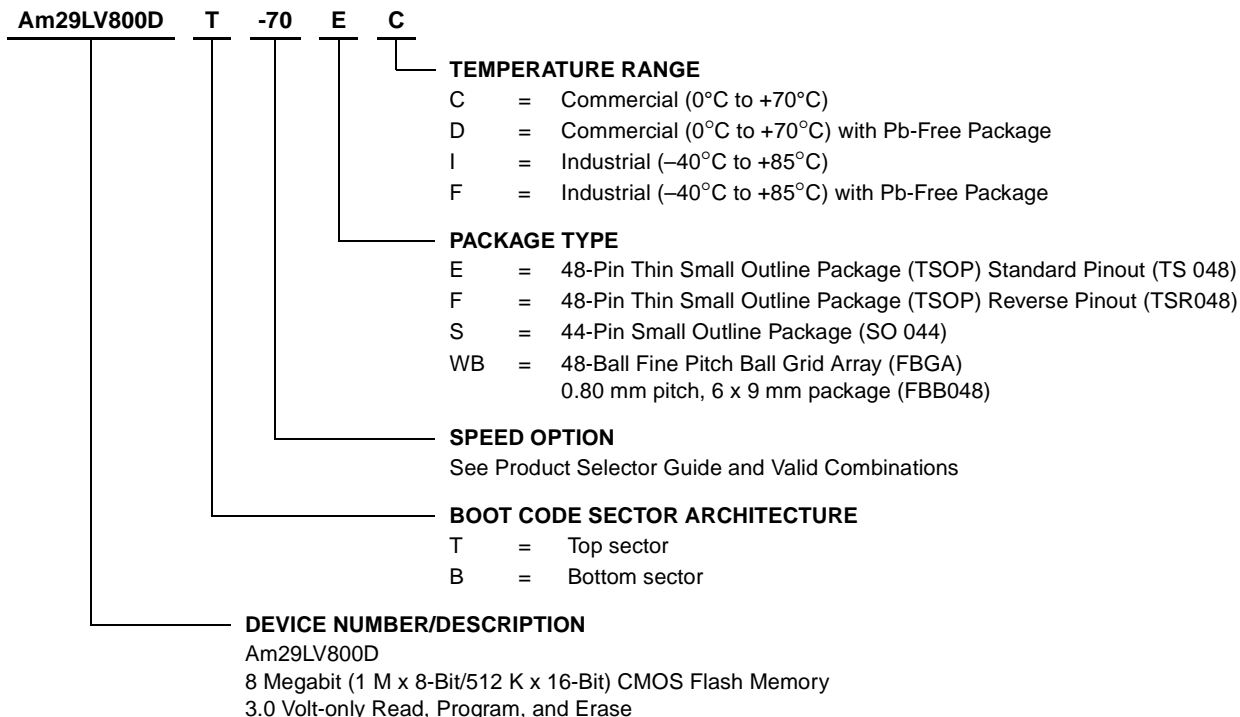 Am29LV800D T -70 E C
TEMPERATURE RANGE
C = Commercial (0°C to +70°C)
D = Commercial (0°C to +70°C) with Pb-Free Package
I = Industrial (–40°C to +85°C)
F = Industrial (–40°C to +85°C) with Pb-Free Package
PACKAGE TYPE
E = 48-Pin Thin Small Outline Package (TSOP) Standard Pinout (TS 048)
F = 48-Pin Thin Small Outline Package (TSOP) Reverse Pinout (TSR048)
S = 44-Pin Small Outline Package (SO 044)
WB = 48-Ball Fine Pitch Ball Grid Array (FBGA)
0.80 mm pitch, 6 x 9 mm package (FBB048)
SPEED OPTION
See Product Selector Guide and Valid Combinations
BOOT CODE SECTOR ARCHITECTURE
T = Top sector
B = Bottom sector
DEVICE NUMBER/DESCRIPTION
Am29LV800D
8 Megabit (1 M x 8-Bit/512 K x 16-Bit) CMOS Flash Memory
3.0 Volt-only Read, Program, and Erase